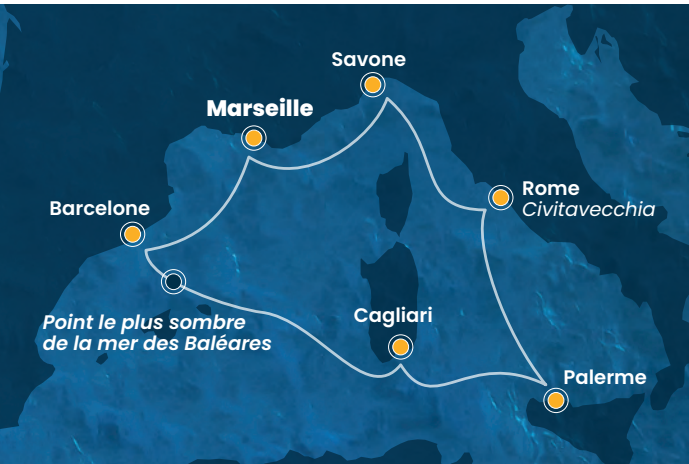 Savone
Marseille
Rome
Civitavecchia
Barcelone
Point le plus sombre
de la mer des Baléares
Cagliari
Palerme